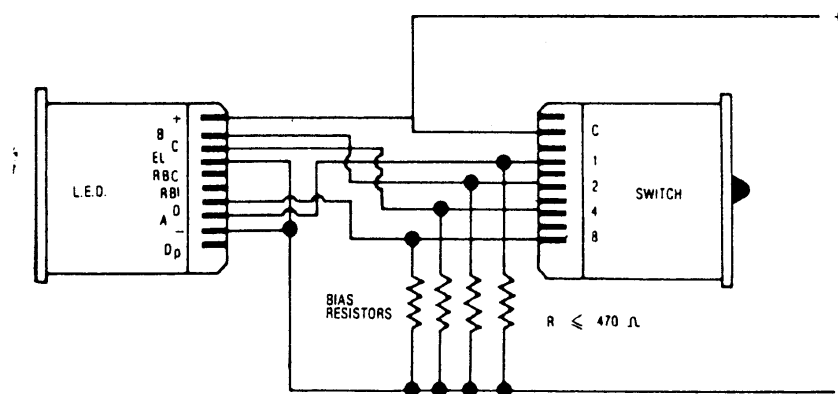 +
B
C
EL
RBC
RBI
D
A
−
Dp
L.E.D.
C
1
2
4
8
SWITCH
BIAS
RESISTORS
R ⩽ 470 Ω
+